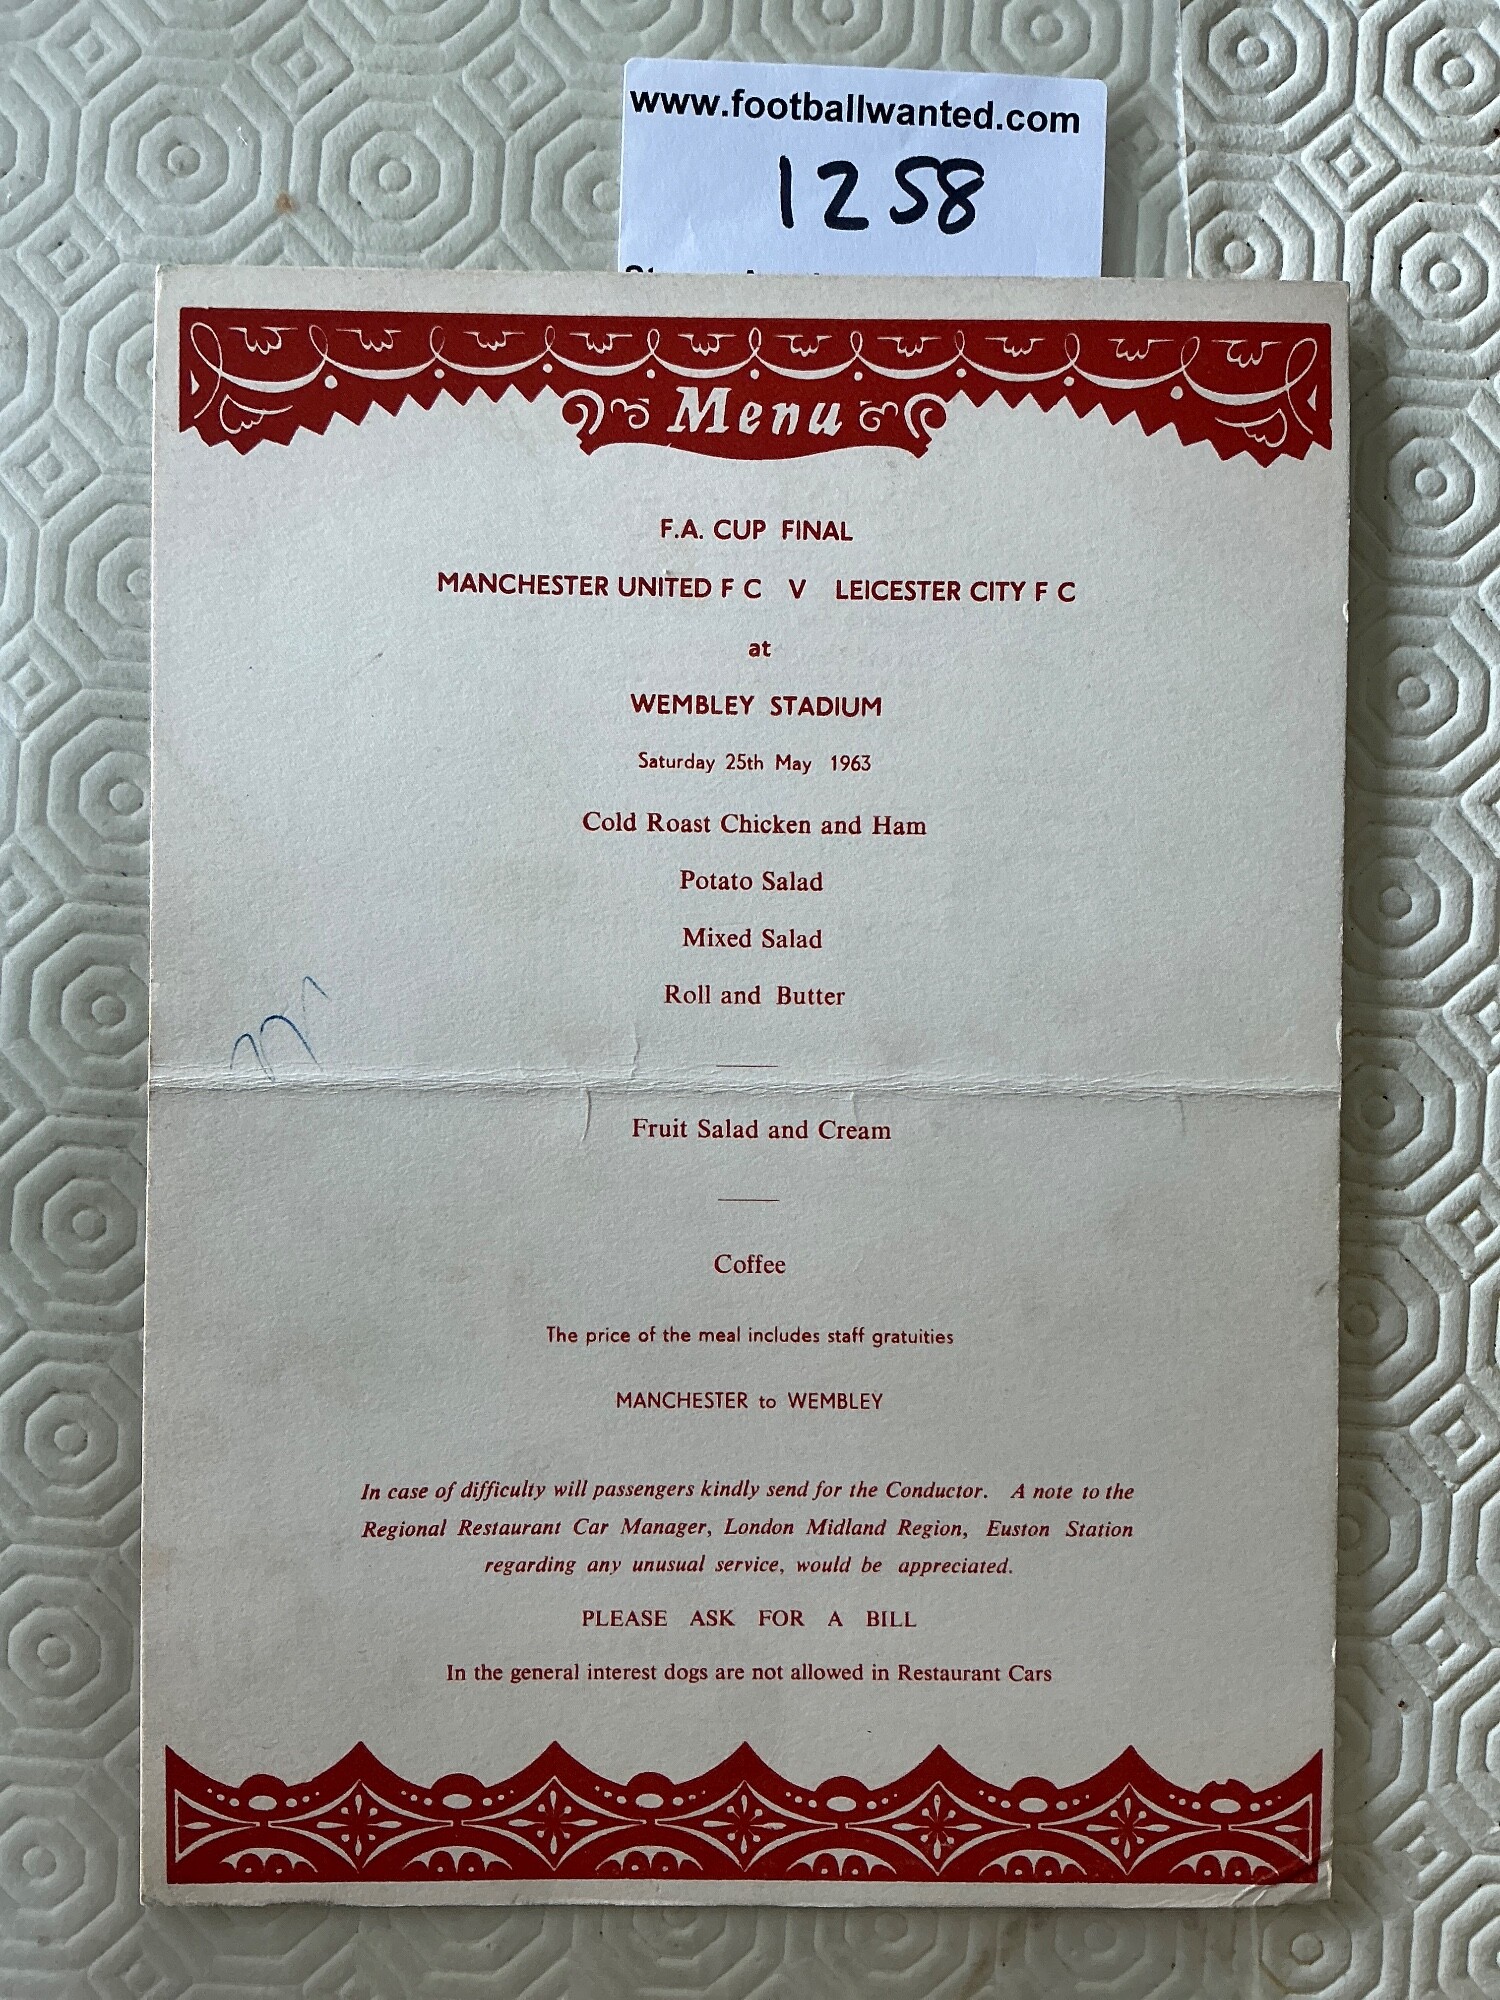 www.footballwanted.com
1258
Menu
F.A. CUP FINAL
MANCHESTER UNITED F C V LEICESTER CITY F C
at
WEMBLEY STADIUM
Saturday 25th May 1963
Cold Roast Chicken and Ham
Potato Salad
Mixed Salad
Roll and Butter
Fruit Salad and Cream
Coffee
The price of the meal includes staff gratuities
MANCHESTER to WEMBLEY
In case of difficulty will passengers kindly send for the Conductor. A note to the
Regional Restaurant Car Manager, London Midland Region, Euston Station
regarding any unusual service, would be appreciated.
PLEASE ASK FOR A BILL
In the general interest dogs are not allowed in Restaurant Cars